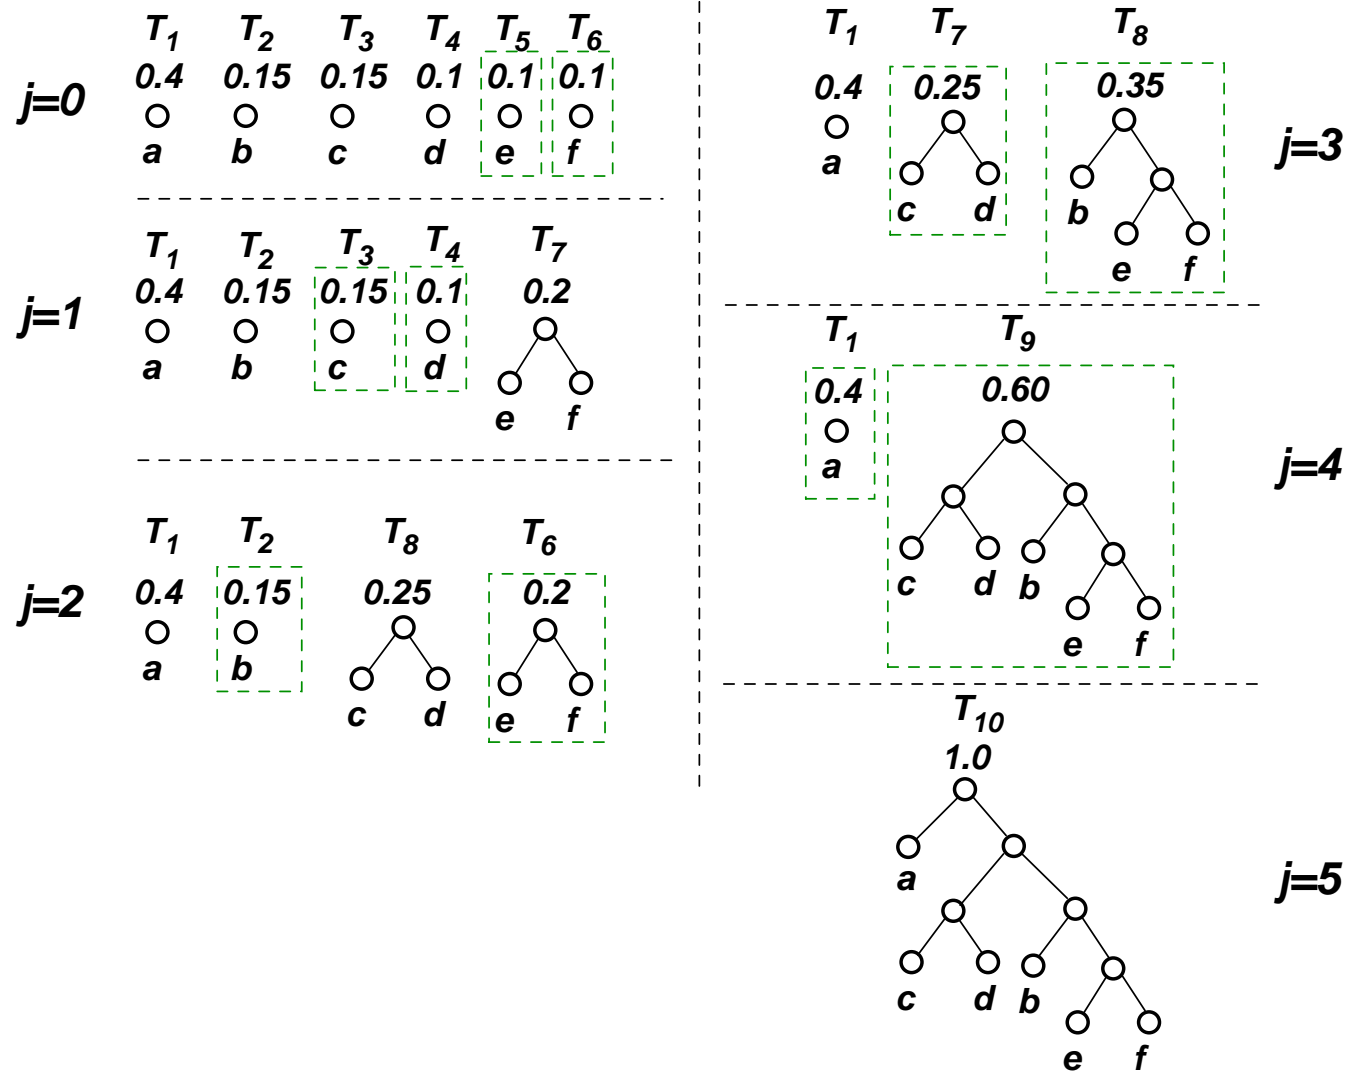 T1 T2 T3 T4 T5 T6
0.4 0.15 0.15 0.1 0.1 0.1
j=0
a b c d e f
T1 T2 T3 T4 T7
0.4 0.15 0.15 0.1 0.2
j=1
a b c d
e f
T1 T2 T8 T6
0.4 0.15 0.25 0.2
j=2
a b
c d e f
T1 T7 T8
0.4 0.25 0.35
j=3
a
c d b
e f
T1 T9
0.4 0.60
j=4
a
c d b
e f
T10
1.0
a
j=5
c d b
e f